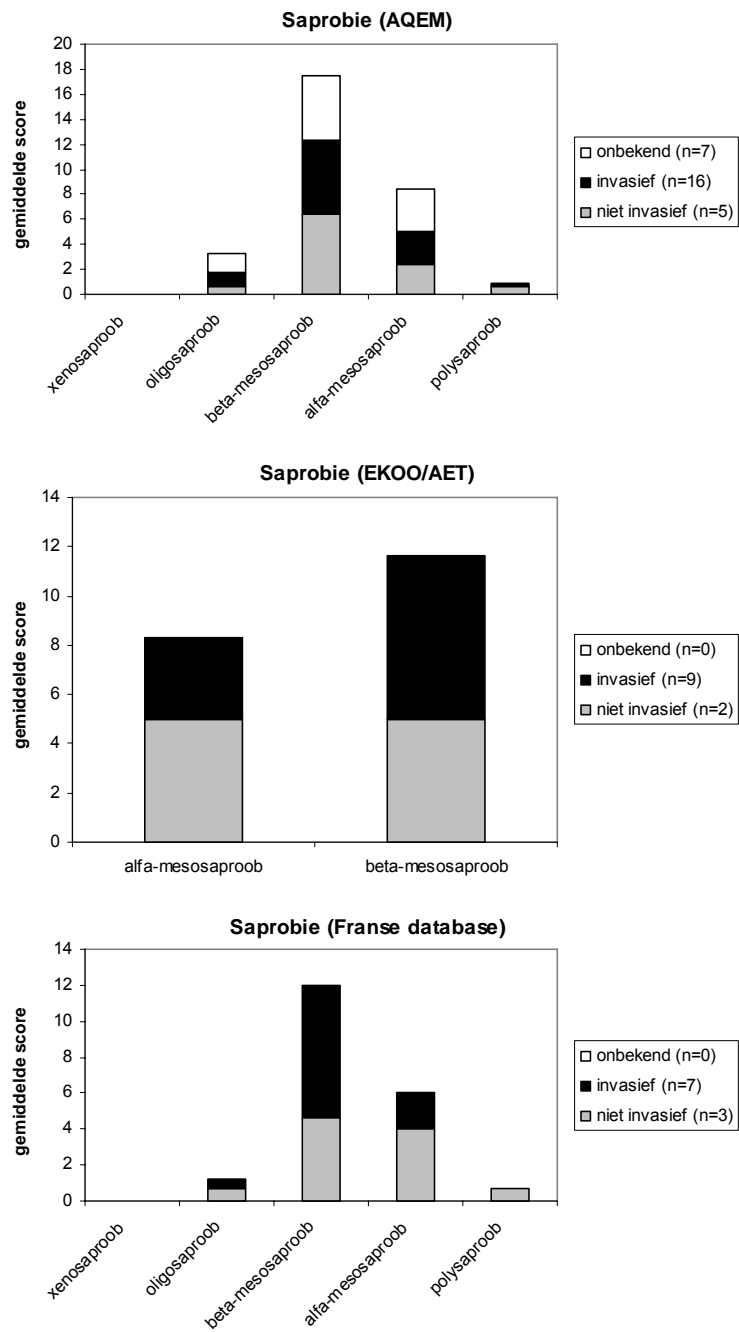 Saprobie (AQEM)
20
18
16
14
12
10
8
6
4
2
0
gemiddelde score
xenosaproob
oligosaproob
beta-mesosaproob
alfa-mesosaproob
polysaproob
onbekend (n=7)
invasief (n=16)
niet invasief (n=5)
Saprobie (EKOO/AET)
14
12
10
8
6
4
2
0
gemiddelde score
alfa-mesosaproob
beta-mesosaproob
onbekend (n=0)
invasief (n=9)
niet invasief (n=2)
Saprobie (Franse database)
14
12
10
8
6
4
2
0
gemiddelde score
xenosaproob
oligosaproob
beta-mesosaproob
alfa-mesosaproob
polysaproob
onbekend (n=0)
invasief (n=7)
niet invasief (n=3)